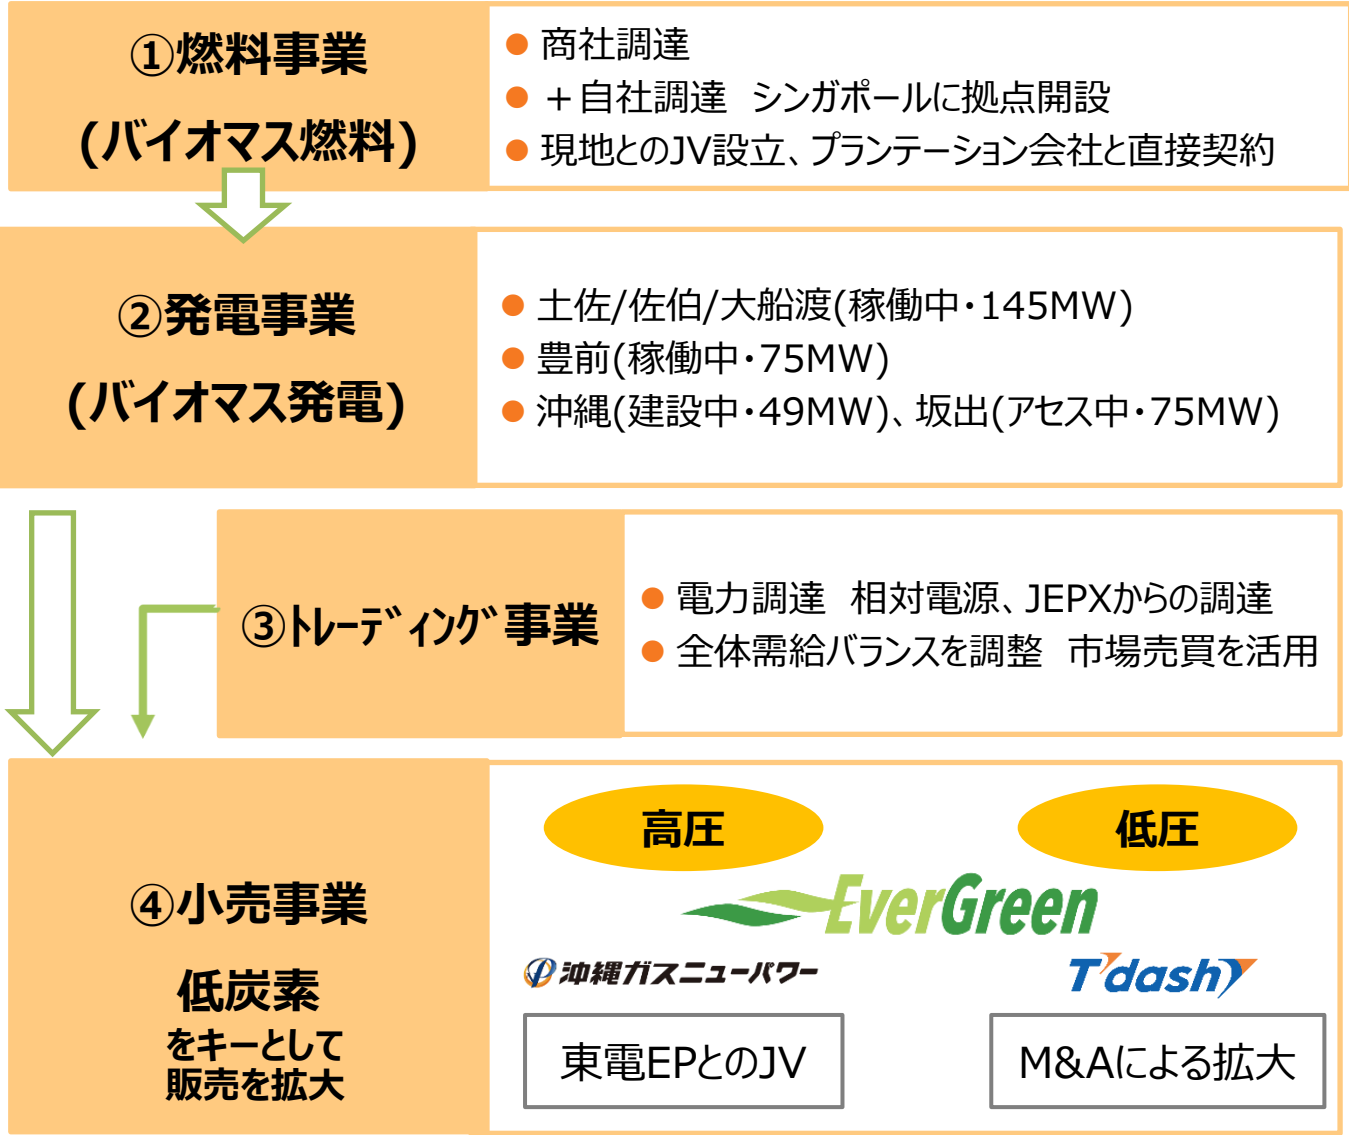 ①燃料事業
(バイオマス燃料)
● 商社調達
● ＋自社調達　シンガポールに拠点開設
● 現地とのJV設立、プランテーション会社と直接契約
②発電事業
(バイオマス発電)
● 土佐/佐伯/大船渡(稼働中・145MW)
● 豊前(稼働中・75MW)
● 沖縄(建設中・49MW)、坂出(アセス中・75MW)
③ﾄﾚｰﾃﾞｨﾝｸﾞ事業
● 電力調達　相対電源、JEPXからの調達
● 全体需給バランスを調整　市場売買を活用
④小売事業
低炭素
をキーとして
販売を拡大
高圧
低圧
EverGreen
沖縄ガスニューパワー
T'dash
東電EPとのJV
M&Aによる拡大